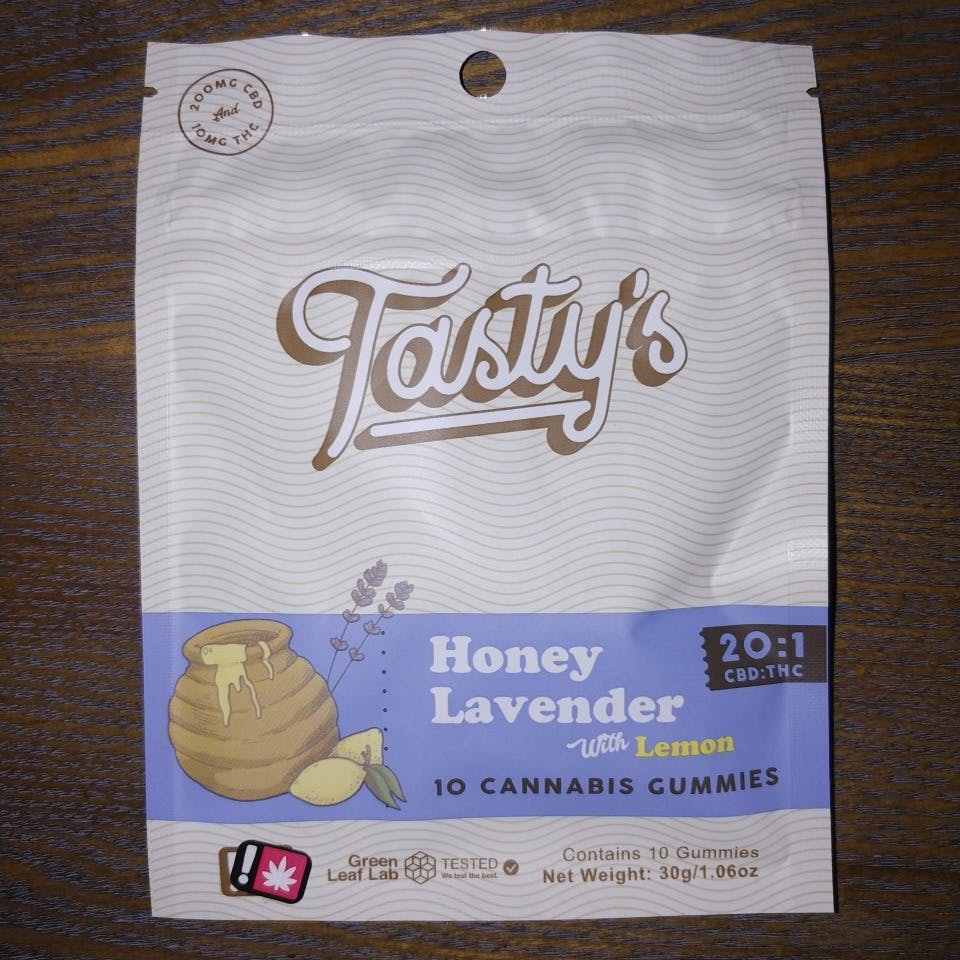 200MG CBD
And
10MG THC
Tasty's
Honey
Lavender
With Lemon
20:1
CBD:THC
10 CANNABIS GUMMIES
!
Green
Leaf Lab
TESTED
We test the best.
Contains 10 Gummies
Net Weight: 30g/1.06oz